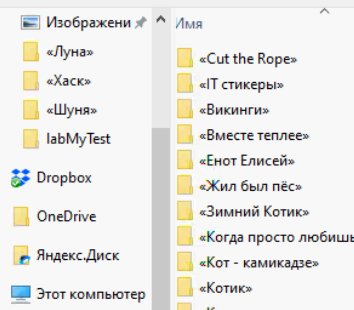 Изображени
«Луна»
«Хаск»
«Шуня»
labMyTest
Dropbox
OneDrive
Яндекс.Диск
Этот компьютер
Имя
«Cut the Rope»
«IT стикеры»
«Викинги»
«Вместе теплее»
«Енот Елисей»
«Жил был пёс»
«Зимний Котик»
«Когда просто любишь
«Кот - камикадзе»
«Котик»